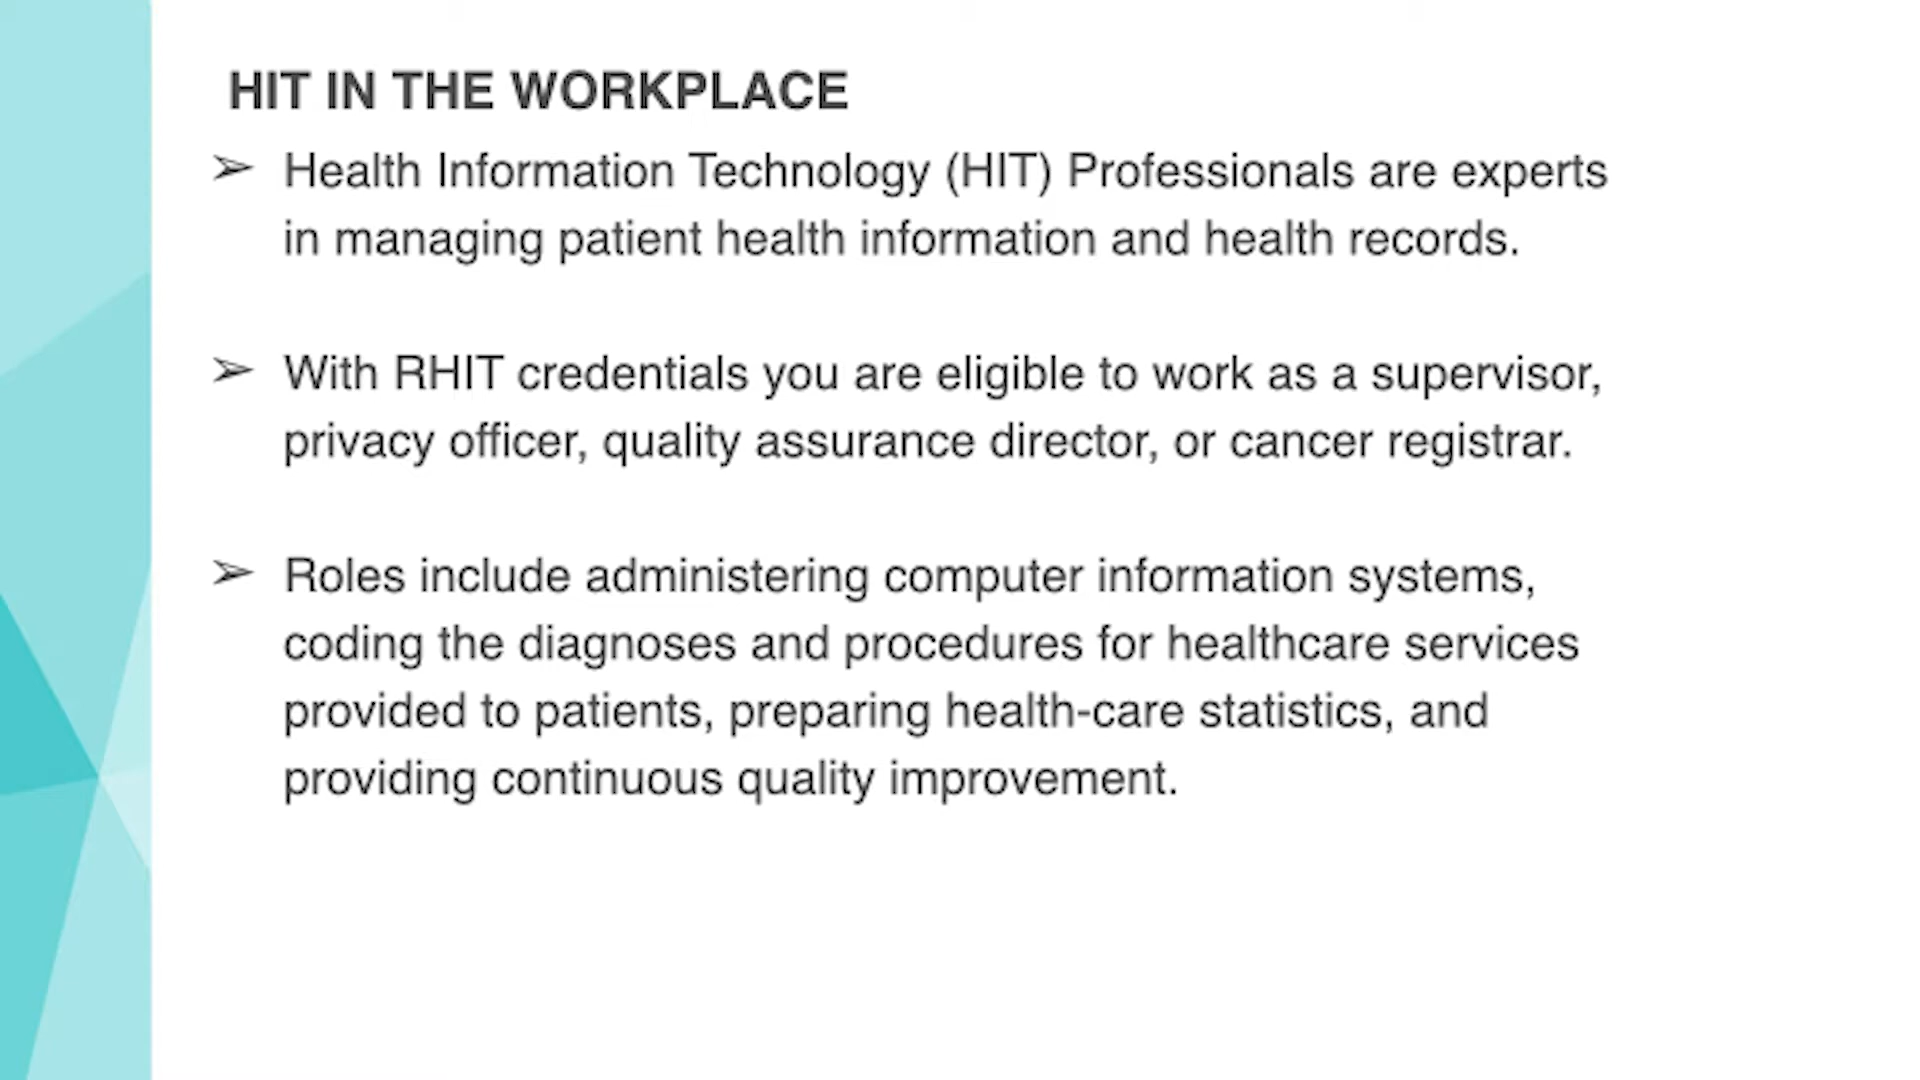 HIT IN THE WORKPLACE
➢ Health Information Technology (HIT) Professionals are experts
in managing patient health information and health records.
➢ With RHIT credentials you are eligible to work as a supervisor,
privacy officer, quality assurance director, or cancer registrar.
➢ Roles include administering computer information systems,
coding the diagnoses and procedures for healthcare services
provided to patients, preparing health-care statistics, and
providing continuous quality improvement.